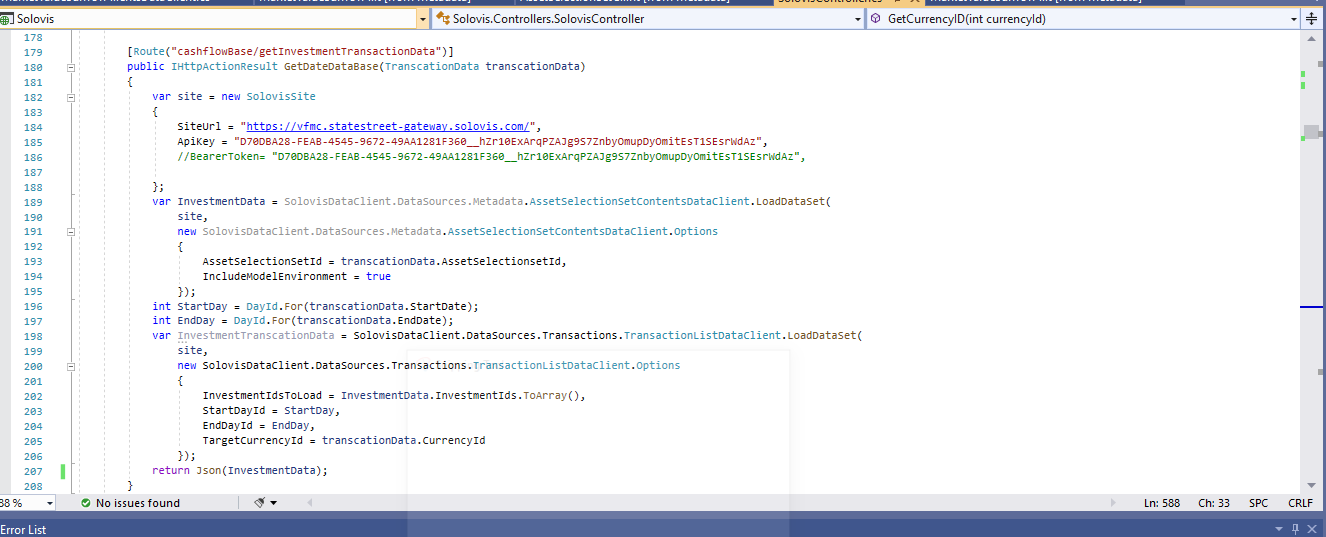 Solovis
Solovis.Controllers.SolovisController
GetCurrencyID(int currencyId)
178
179 [Route("cashflowBase/getInvestmentTransactionData")]
180 public IHttpActionResult GetDateDataBase(TranscationData transcationData)
181 {
182 var site = new SolovisSite
183 {
184 SiteUrl = "https://vfmc.statestreet-gateway.solovis.com/",
185 ApiKey = "D70DBA28-FEAB-4545-9672-49AA1281F360__hZr10ExArqPZAJg9S7ZnbyOmupDyOmitEsT1SEsrWdAz",
186 //BearerToken= "D70DBA28-FEAB-4545-9672-49AA1281F360__hZr10ExArqPZAJg9S7ZnbyOmupDyOmitEsT1SEsrWdAz",
187
188 };
189 var InvestmentData = SolovisDataClient.DataSources.Metadata.AssetSelectionSetContentsDataClient.LoadDataSet(
190 site,
191 new SolovisDataClient.DataSources.Metadata.AssetSelectionSetContentsDataClient.Options
192 {
193 AssetSelectionSetId = transcationData.AssetSelectionsetId,
194 IncludeModelEnvironment = true
195 });
196 int StartDay = DayId.For(transcationData.StartDate);
197 int EndDay = DayId.For(transcationData.EndDate);
198 var InvestmentTranscationData = SolovisDataClient.DataSources.Transactions.TransactionListDataClient.LoadDataSet(
199 site,
200 new SolovisDataClient.DataSources.Transactions.TransactionListDataClient.Options
201 {
202 InvestmentIdsToLoad = InvestmentData.InvestmentIds.ToArray(),
203 StartDayId = StartDay,
204 EndDayId = EndDay,
205 TargetCurrencyId = transcationData.CurrencyId
206 });
207 return Json(InvestmentData);
208 }
88 % No issues found Ln: 588 Ch: 33 SPC CRLF
Error List